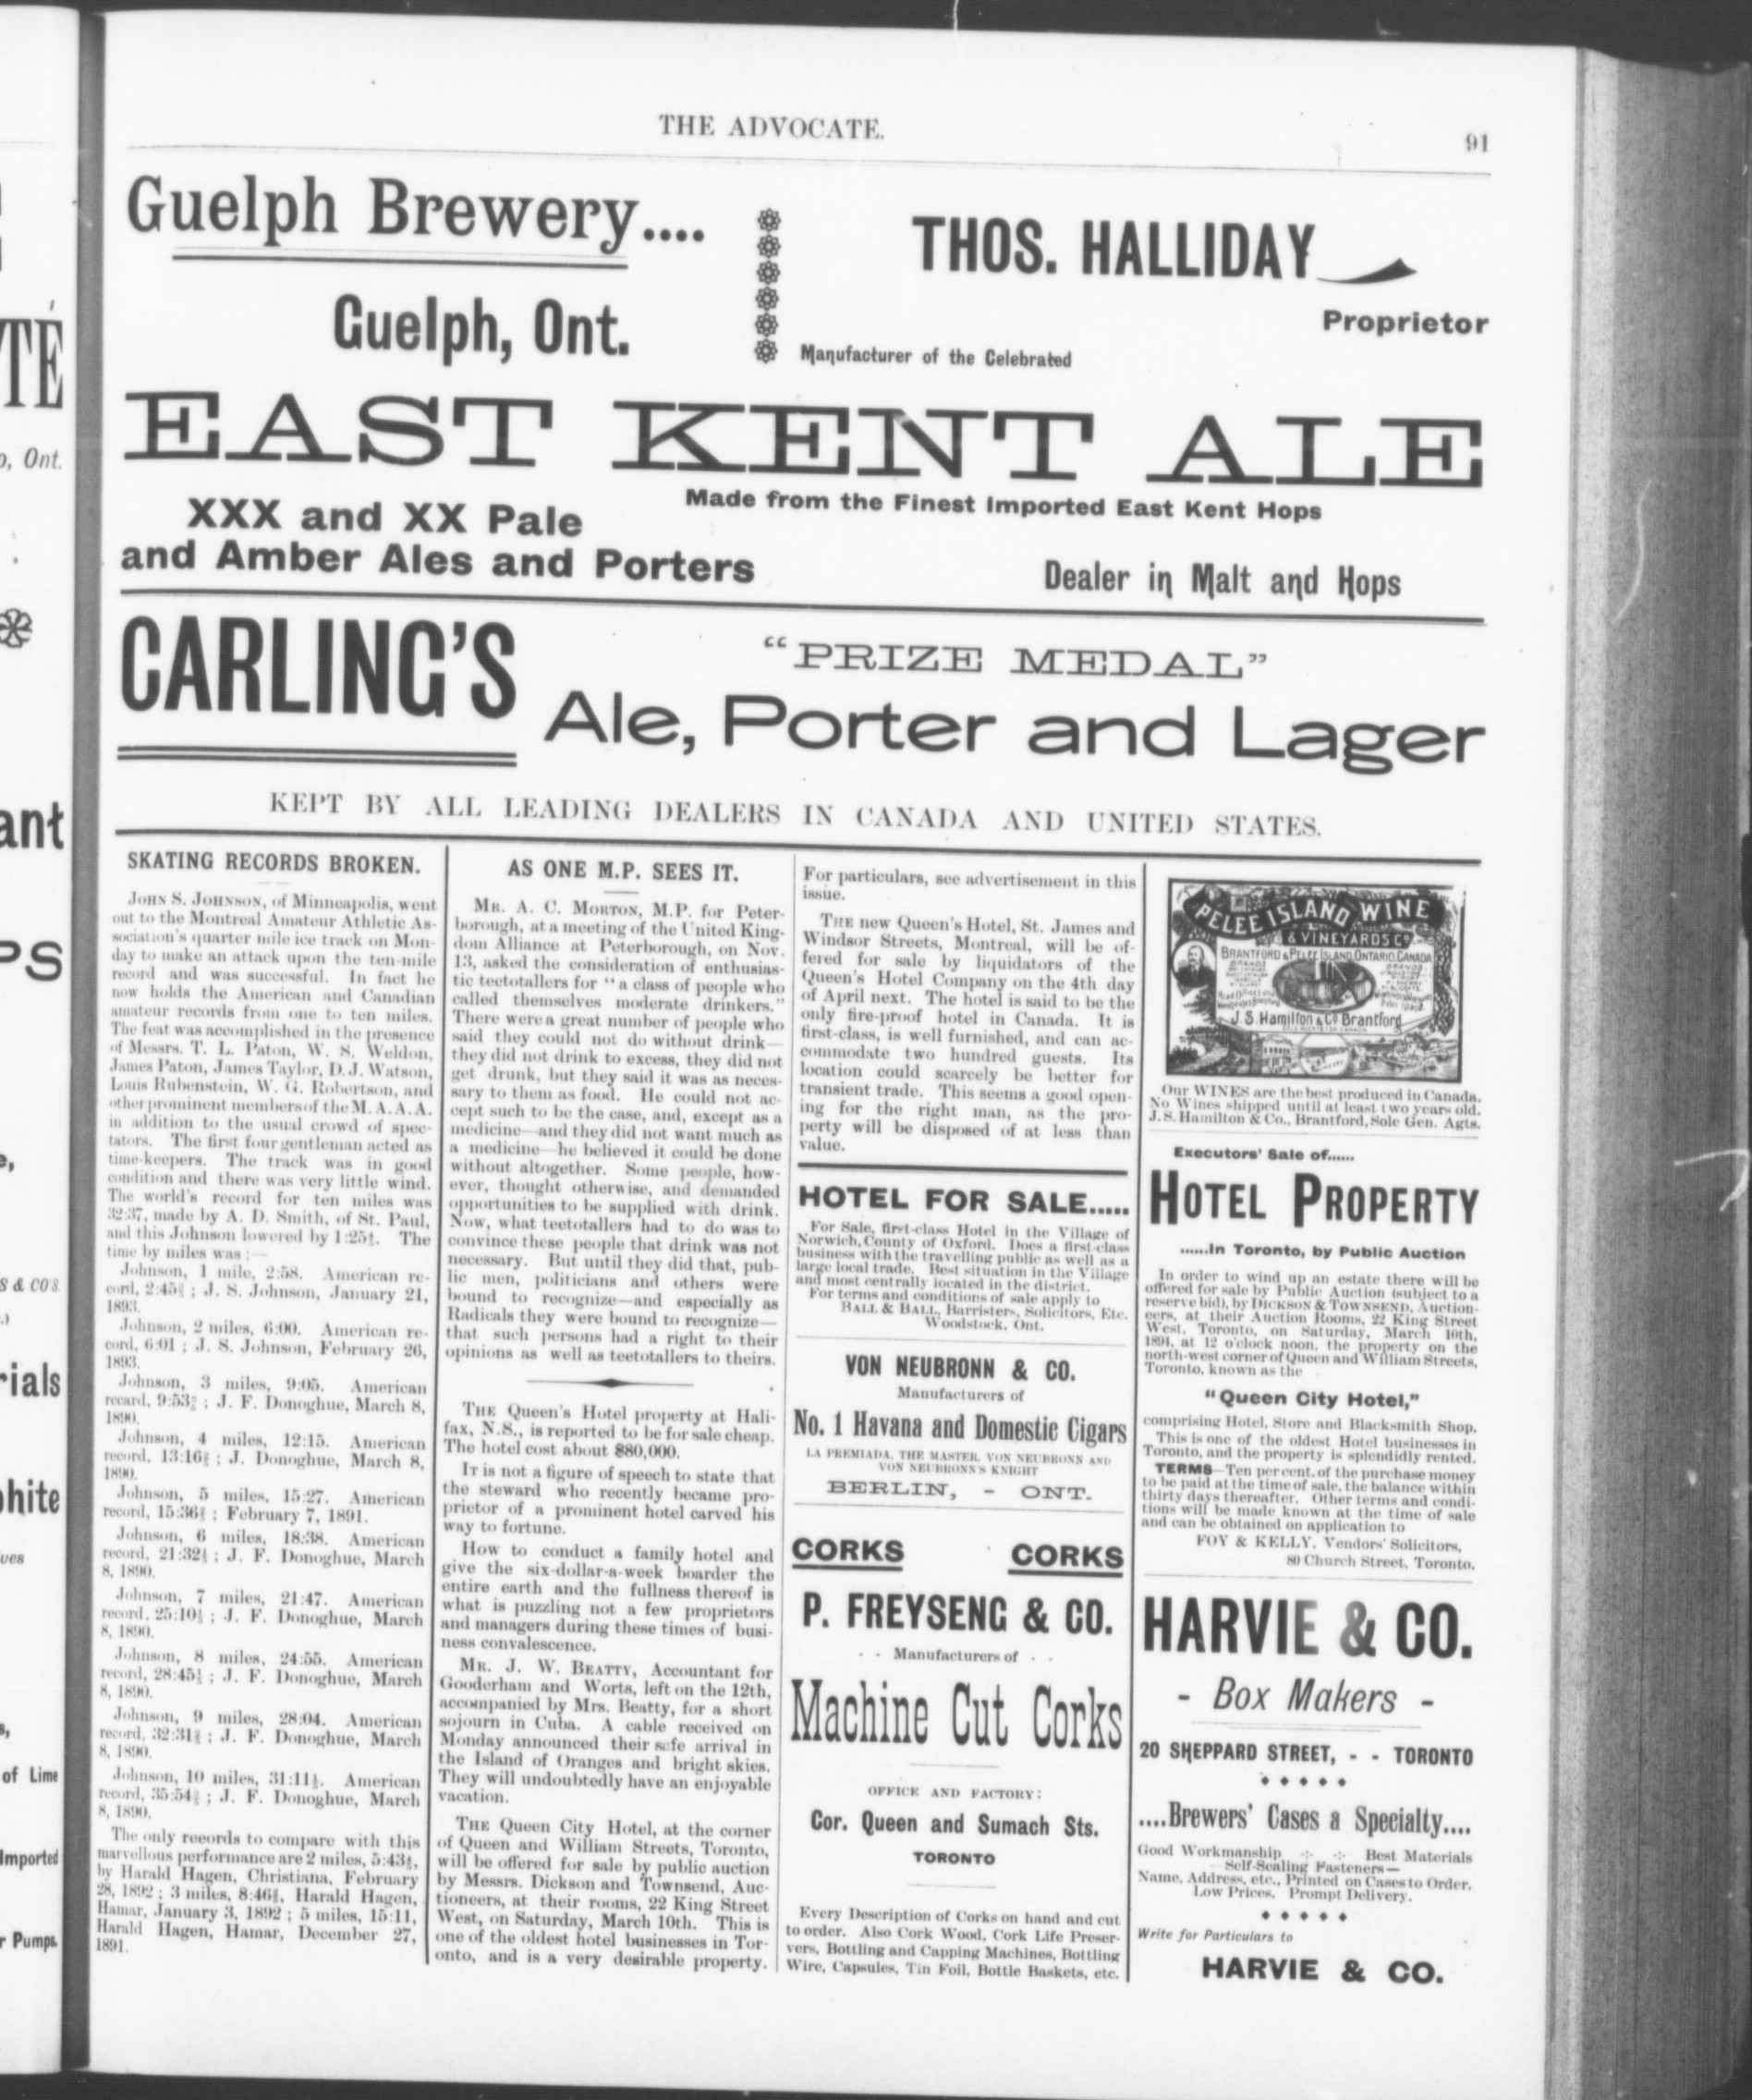 THE ADVOCATE.
91
Guelph Brewery....
Guelph, Ont.
THOS. HALLIDAY
Proprietor
Manufacturer of the Celebrated
EAST KENT ALE
XXX and XX Pale
and Amber Ales and Porters
Made from the Finest Imported East Kent Hops
Dealer in Malt and Hops
CARLING'S
"PRIZE MEDAL"
Ale, Porter and Lager
KEPT BY ALL LEADING DEALERS IN CANADA AND UNITED STATES.
SKATING RECORDS BROKEN.
JOHN S. JOHNSON, of Minneapolis, went
out to the Montreal Amateur Athletic As-
sociation's quarter mile ice track on Mon-
day to make an attack upon the ten-mile
record and was successful. In fact he
now holds the American and Canadian
amateur records from one to ten miles.
The feat was accomplished in the presence
of Messrs. T. L. Paton, W. S. Weldon,
James Paton, James Taylor, D. J. Watson,
Louis Rubenstein, W. G. Robertson, and
other prominent members of the M. A. A. A.
in addition to the usual crowd of spec-
tators. The first four gentleman acted as
time-keepers. The track was in good
condition and there was very little wind.
The world's record for ten miles was
32:37, made by A. D. Smith, of St. Paul,
and this Johnson lowered by 1:25½. The
time by miles was :—
Johnson, 1 mile, 2:58. American re-
cord, 2:45 ; J. S. Johnson, January 21,
1893.
Johnson, 2 miles, 6:00. American re-
cord, 6:01 ; J. S. Johnson, February 26,
1893.
Johnson, 3 miles, 9:05. American
record, 9:53 ; J. F. Donoghue, March 8,
1890.
Johnson, 4 miles, 12:15. American
record, 13:16 ; J. Donoghue, March 8,
1890.
Johnson, 5 miles, 15:27. American
record, 15:36 ; February 7, 1891.
Johnson, 6 miles, 18:38. American
record, 21:32 ; J. F. Donoghue, March
8, 1890.
Johnson, 7 miles, 21:47. American
record, 25:10 ; J. F. Donoghue, March
8, 1890.
Johnson, 8 miles, 24:55. American
record, 28:45 ; J. F. Donoghue, March
8, 1890.
Johnson, 9 miles, 28:04. American
record, 32:31 ; J. F. Donoghue, March
8, 1890.
Johnson, 10 miles, 31:11½. American
record, 35:54 ; J. F. Donoghue, March
8, 1890.
The only records to compare with this
marvellous performance are 2 miles, 5:43
by Harald Hagen, Christiana, February
28, 1892 ; 3 miles, 8:46 Harald Hagen,
Hamar, January 3, 1892 ; 5 miles, 15:11,
Harald Hagen, Hamar, December 27,
1891.
AS ONE M.P. SEES IT.
MR. A. C. MORTON, M.P. for Peter-
borough, at a meeting of the United King-
dom Alliance at Peterborough, on Nov.
13, asked the consideration of enthusias-
tic teetotallers for "a class of people who
called themselves moderate drinkers."
There were a great number of people who
said they could not do without drink—
they did not drink to excess, they did not
get drunk, but they said it was as neces-
sary to them as food. He could not ac-
cept such to be the case, and, except as a
medicine—and they did not want much as
a medicine—he believed it could be done
without altogether. Some people, how-
ever, thought otherwise, and demanded
opportunities to be supplied with drink.
Now, what teetotallers had to do was to
convince these people that drink was not
necessary. But until they did that, pub-
lic men, politicians and others were
bound to recognize—and especially as
Radicals they were bound to recognize—
that such persons had a right to their
opinions as well as teetotallers to theirs.
THE Queen's Hotel property at Hali-
fax, N.S., is reported to be for sale cheap.
The hotel cost about $80,000.
IT is not a figure of speech to state that
the steward who recently became pro-
prietor of a prominent hotel carved his
way to fortune.
How to conduct a family hotel and
give the six-dollar-a-week boarder the
entire earth and the fullness thereof is
what is puzzling not a few proprietors
and managers during these times of busi-
ness convalescence.
MR. J. W. BEATTY, Accountant for
Gooderham and Worts, left on the 12th,
accompanied by Mrs. Beatty, for a short
sojourn in Cuba. A cable received on
Monday announced their safe arrival in
the Island of Oranges and bright skies.
They will undoubtedly have an enjoyable
vacation.
THE Queen City Hotel, at the corner
of Queen and William Streets, Toronto,
will be offered for sale by public auction
by Messrs. Dickson and Townsend, Auc-
tioneers, at their rooms, 22 King Street
West, on Saturday, March 10th. This is
one of the oldest hotel businesses in Tor-
onto, and is a very desirable property.
For particulars, see advertisement in this
issue.
THE new Queen's Hotel, St. James and
Windsor Streets, Montreal, will be of-
fered for sale by liquidators of the
Queen's Hotel Company on the 4th day
of April next. The hotel is said to be the
only fire-proof hotel in Canada. It is
first-class, is well furnished, and can ac-
commodate two hundred guests. Its
location could scarcely be better for
transient trade. This seems a good open-
ing for the right man, as the pro-
perty will be disposed of at less than
value.
HOTEL FOR SALE.....
For Sale, first-class Hotel in the Village of
Norwich, County of Oxford. Does a first-class
business with the travelling public as well as a
large local trade. Best situation in the Village
and most centrally located in the district.
For terms and conditions of sale apply to
BALL & BALL, Barristers, Solicitors, Etc.
Woodstock, Ont.
VON NEUBRONN & CO.
Manufacturers of
No. 1 Havana and Domestic Cigars
LA PREMIADA, THE MASTER, VON NEUBRONN AND
VON NEUBRONN'S KNIGHT
BERLIN, - ONT.
CORKS CORKS
P. FREYSENG & CO.
- - Manufacturers of - -
Machine Cut Corks
OFFICE AND FACTORY:
Cor. Queen and Sumach Sts.
TORONTO
Every Description of Corks on hand and cut
to order. Also Cork Wood, Cork Life Preser-
vers, Bottling and Capping Machines, Bottling
Wire, Capsules, Tin Foil, Bottle Baskets, etc.
PELEE ISLAND WINE
& VINEYARDS Co
BRANTFORD & PELEE ISLAND, ONTARIO, CANADA
J. S. Hamilton & Co Brantford
SOLE AGENTS FOR CANADA
Our WINES are the best produced in Canada.
No Wines shipped until at least two years old.
J. S. Hamilton & Co., Brantford, Sole Gen. Agts.
Executors' Sale of......
HOTEL PROPERTY
......In Toronto, by Public Auction
In order to wind up an estate there will be
offered for sale by Public Auction (subject to a
reserve bid), by DICKSON & TOWNSEND, Auction-
eers, at their Auction Rooms, 22 King Street
West, Toronto, on Saturday, March 10th,
1894, at 12 o'clock noon, the property on the
north-west corner of Queen and William Streets,
Toronto, known as the
"Queen City Hotel,"
comprising Hotel, Store and Blacksmith Shop.
This is one of the oldest Hotel businesses in
Toronto, and the property is splendidly rented.
TERMS—Ten per cent. of the purchase money
to be paid at the time of sale, the balance within
thirty days thereafter. Other terms and condi-
tions will be made known at the time of sale
and can be obtained on application to
FOY & KELLY, Vendors' Solicitors,
80 Church Street, Toronto.
HARVIE & CO.
- Box Makers -
20 SHEPPARD STREET, - - TORONTO
....Brewers' Cases a Specialty....
Good Workmanship -:- -:- Best Materials
—Self-Sealing Fasteners—
Name, Address, etc., Printed on Cases to Order.
Low Prices. Prompt Delivery.
Write for Particulars to
HARVIE & CO.
TÉ
o, Ont.
ant
PS
e,
S & CO'S
rials
hite
ves
s,
of Lime
Imported
r Pumps.